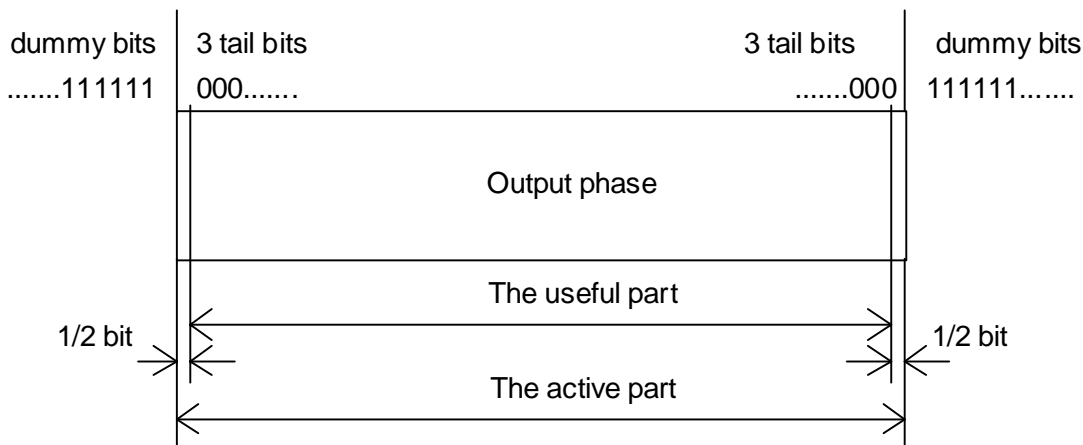 dummy bits 3 tail bits 3 tail bits dummy bits
.......111111 000....... .......000 111111.......
Output phase
The useful part
1/2 bit 1/2 bit
The active part